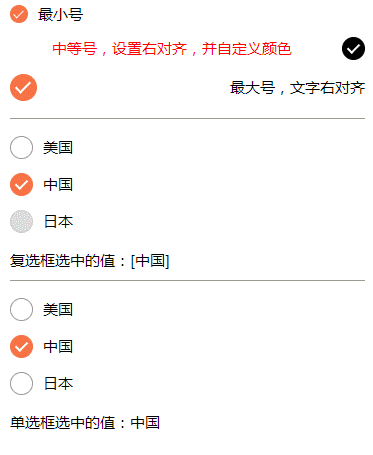 最小号
中等号，设置右对齐，并自定义颜色
最大号，文字右对齐
美国
中国
日本
复选框选中的值：[中国]
美国
中国
日本
单选框选中的值：中国